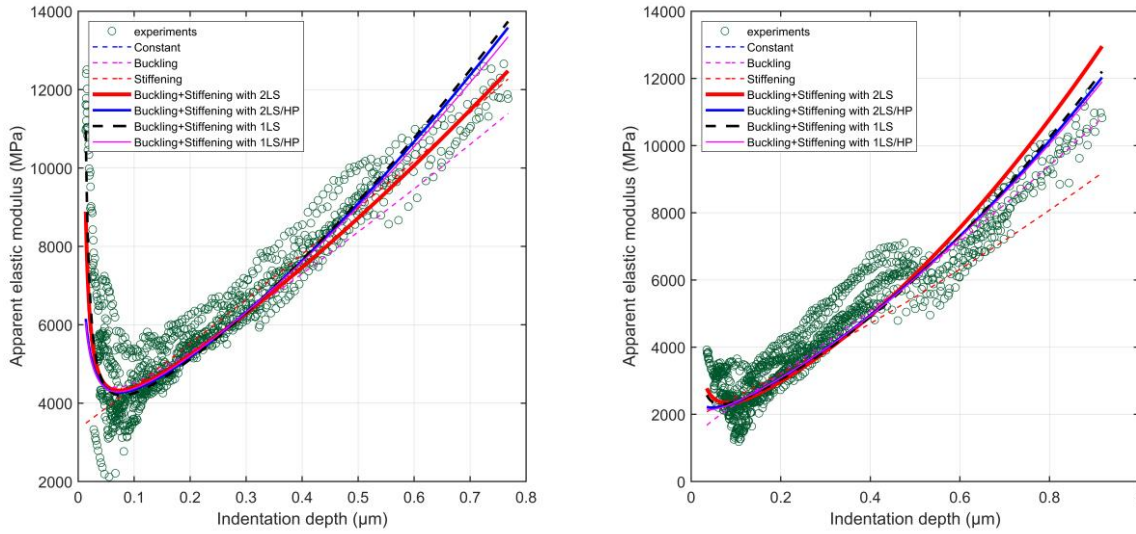 14000
12000
10000
8000
6000
4000
2000
0
0.1
0.2
0.3
0.4
0.5
0.6
0.7
0.8
Apparent elastic modulus (MPa)
Indentation depth (μm)
experiments
Constant
Buckling
Stiffening
Buckling+Stiffening with 2LS
Buckling+Stiffening with 2LS/HP
Buckling+Stiffening with 1LS
Buckling+Stiffening with 1LS/HP
14000
12000
10000
8000
6000
4000
2000
0
0
0.2
0.4
0.6
0.8
1
Apparent elastic modulus (MPa)
Indentation depth (μm)
experiments
Constant
Buckling
Stiffening
Buckling+Stiffening with 2LS
Buckling+Stiffening with 2LS/HP
Buckling+Stiffening with 1LS
Buckling+Stiffening with 1LS/HP